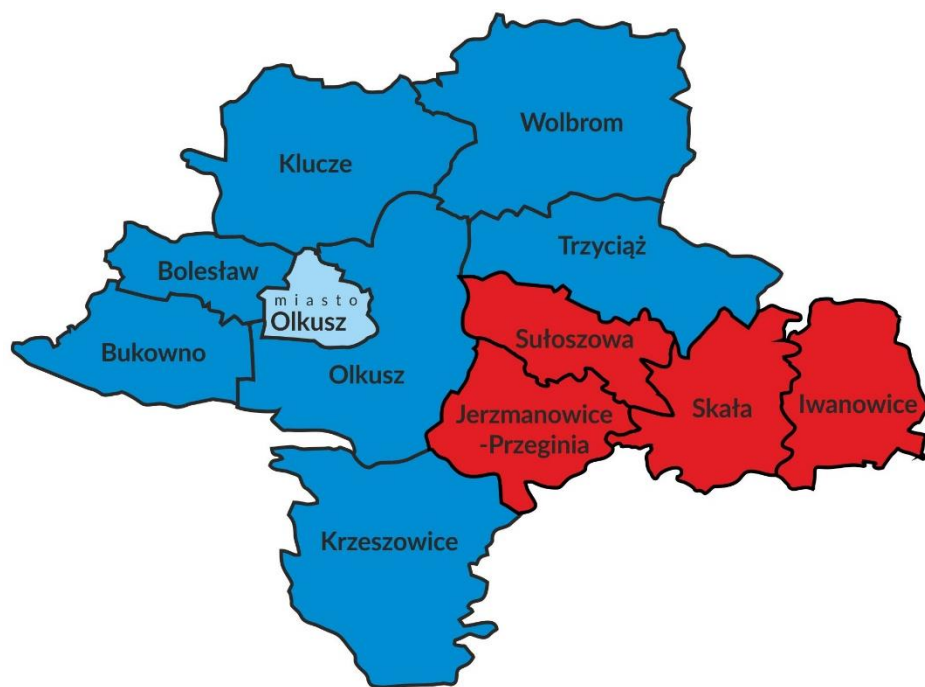 Wolbrom
Klucze
Trzyciąż
Bolesław
miasto
Olkusz
Bukowno
Olkusz
Sułoszowa
Jerzmanowice
-Przeginia
Skała
Iwanowice
Krzeszowice